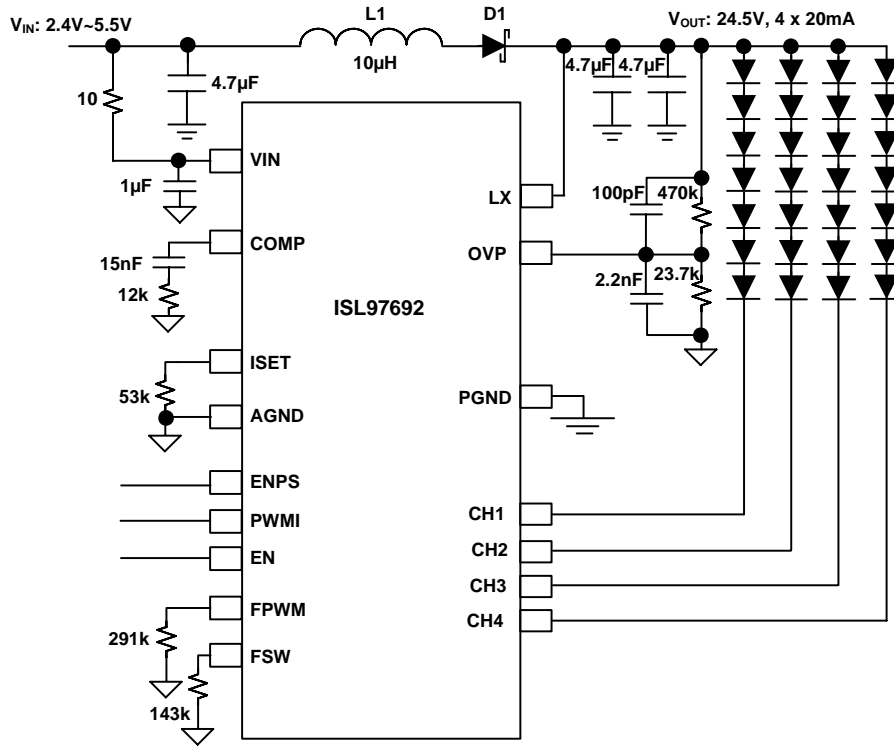 VIN: 2.4V~5.5V
L1
D1
VOUT: 24.5V, 4 x 20mA
10µH
4.7µF
4.7µF 4.7µF
10
VIN
1µF
LX
100pF 470k
COMP
OVP
15nF
2.2nF 23.7k
12k
ISL97692
ISET
53k
PGND
AGND
ENPS
CH1
PWMI
CH2
EN
CH3
FPWM
CH4
291k
FSW
143k